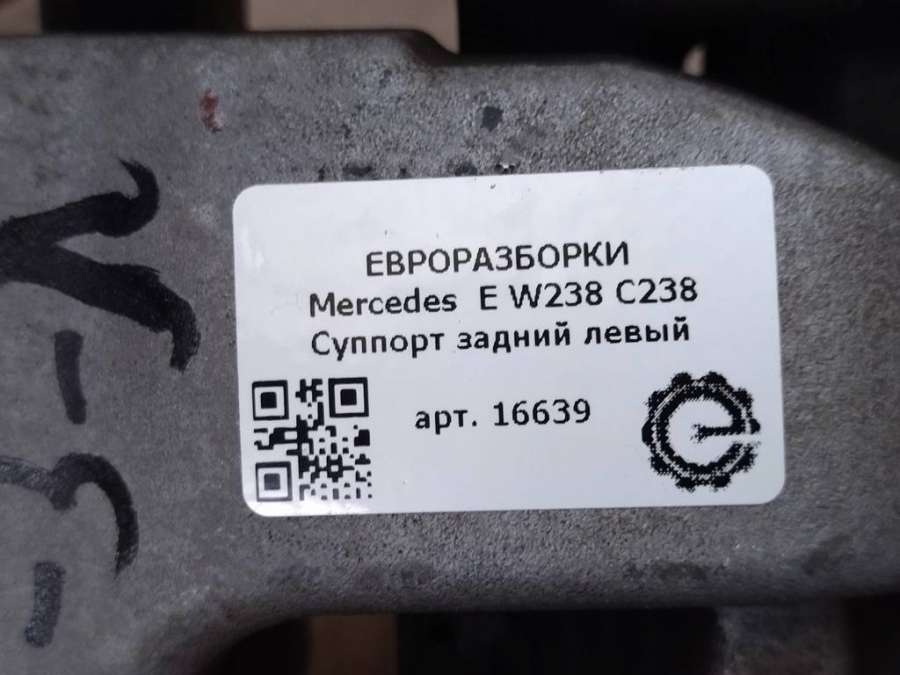 ЕВРОРАЗБОРКИ
Mercedes E W238 C238
Суппорт задний левый
арт. 16639